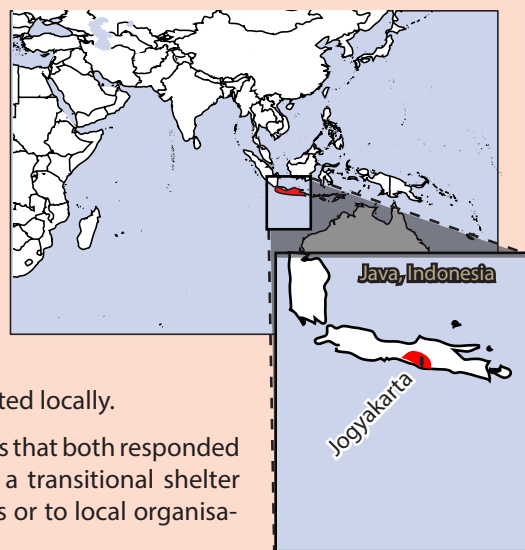 Java, Indonesia
Jogyakarta
ted locally.
s that both responded
a transitional shelter
s or to local organisa-